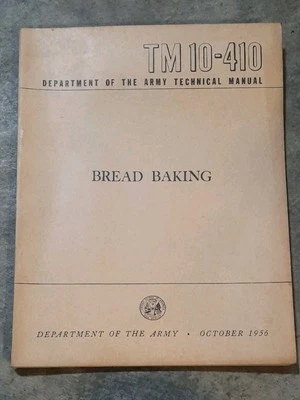 TM 10-410
DEPARTMENT OF THE ARMY TECHNICAL MANUAL
BREAD BAKING
DEPARTMENT OF THE ARMY • OCTOBER 1956